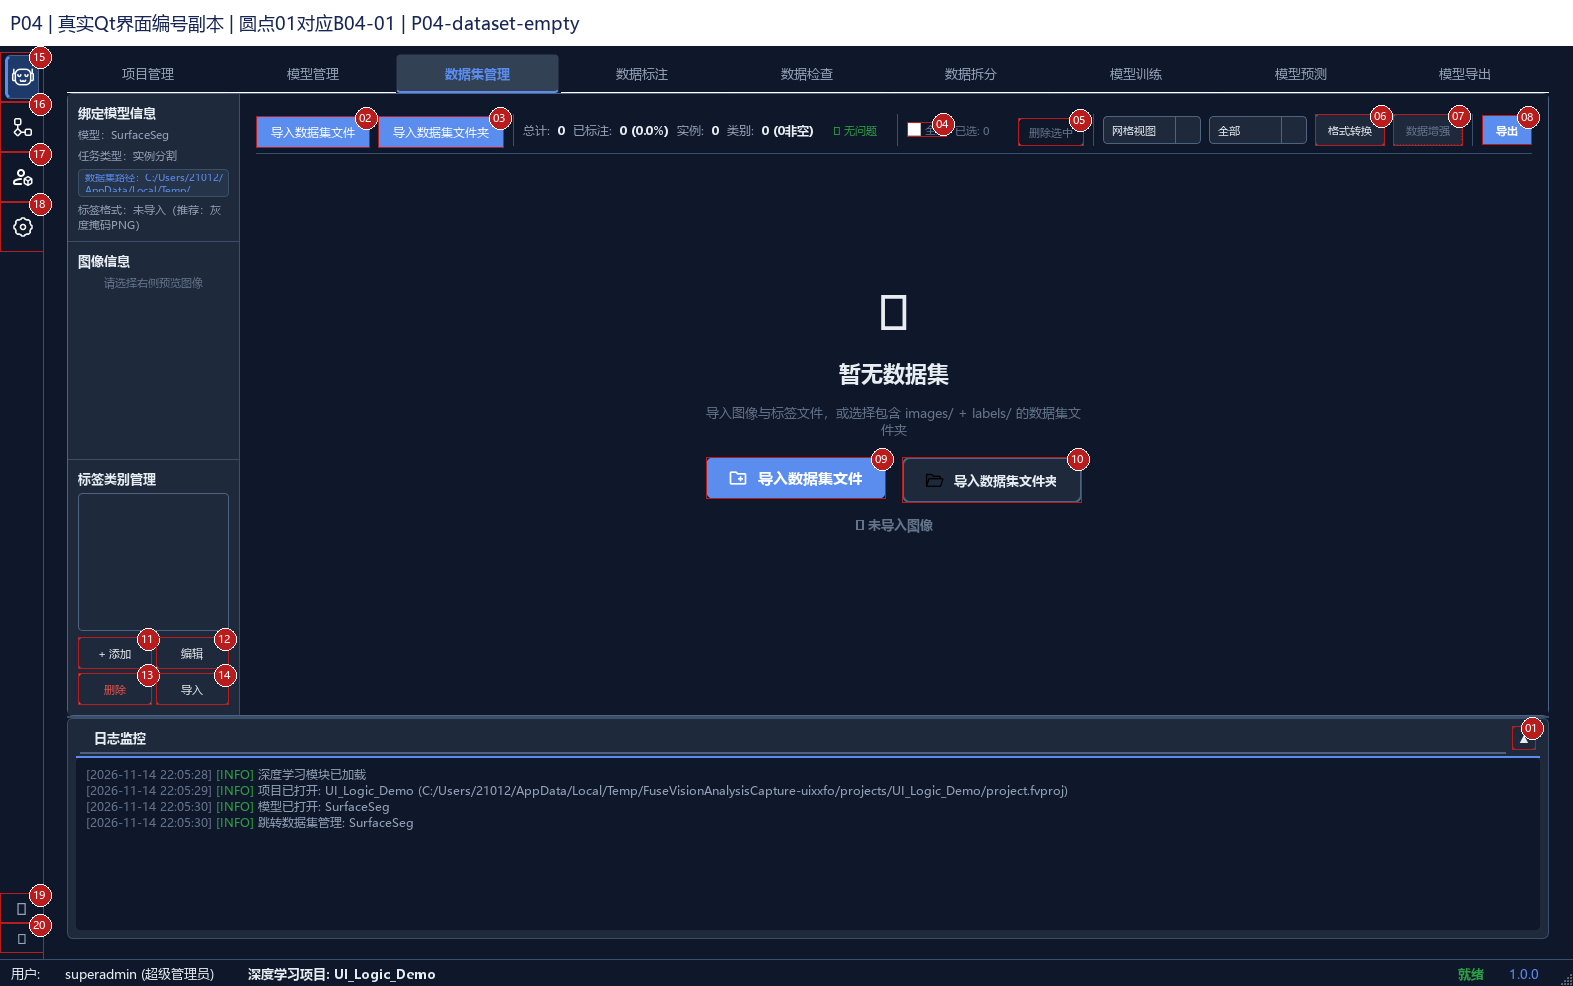 P04 | 真实Qt界面编号副本 | 圆点01对应B04-01 | P04-dataset-empty
15
16
17
18
19
20
项目管理 模型管理 数据集管理 数据标注 数据检查 数据拆分 模型训练 模型预测 模型导出
绑定模型信息
模型：SurfaceSeg
任务类型：实例分割
数据集路径：C:/Users/21012/
AppData/Local/Temp/
标签格式：未导入（推荐：灰
度掩码PNG）
图像信息
请选择右侧预览图像
标签类别管理
+ 添加 11 编辑 12
删除 13 导入 14
导入数据集文件 02 导入数据集文件夹 03 总计: 0 已标注: 0 (0.0%) 实例: 0 类别: 0 (0非空) 无问题 04 已选: 0 删除选中 05 网格视图 全部 格式转换 06 数据增强 07 导出 08
暂无数据集
导入图像与标签文件，或选择包含 images/ + labels/ 的数据集文
件夹
导入数据集文件 09 导入数据集文件夹 10
未导入图像
日志监控 01
[2026-11-14 22:05:28] [INFO] 深度学习模块已加载
[2026-11-14 22:05:29] [INFO] 项目已打开: UI_Logic_Demo (C:/Users/21012/AppData/Local/Temp/FuseVisionAnalysisCapture-uixxfo/projects/UI_Logic_Demo/project.fvproj)
[2026-11-14 22:05:30] [INFO] 模型已打开: SurfaceSeg
[2026-11-14 22:05:30] [INFO] 跳转数据集管理: SurfaceSeg
用户: superadmin (超级管理员) 深度学习项目: UI_Logic_Demo 就绪 1.0.0